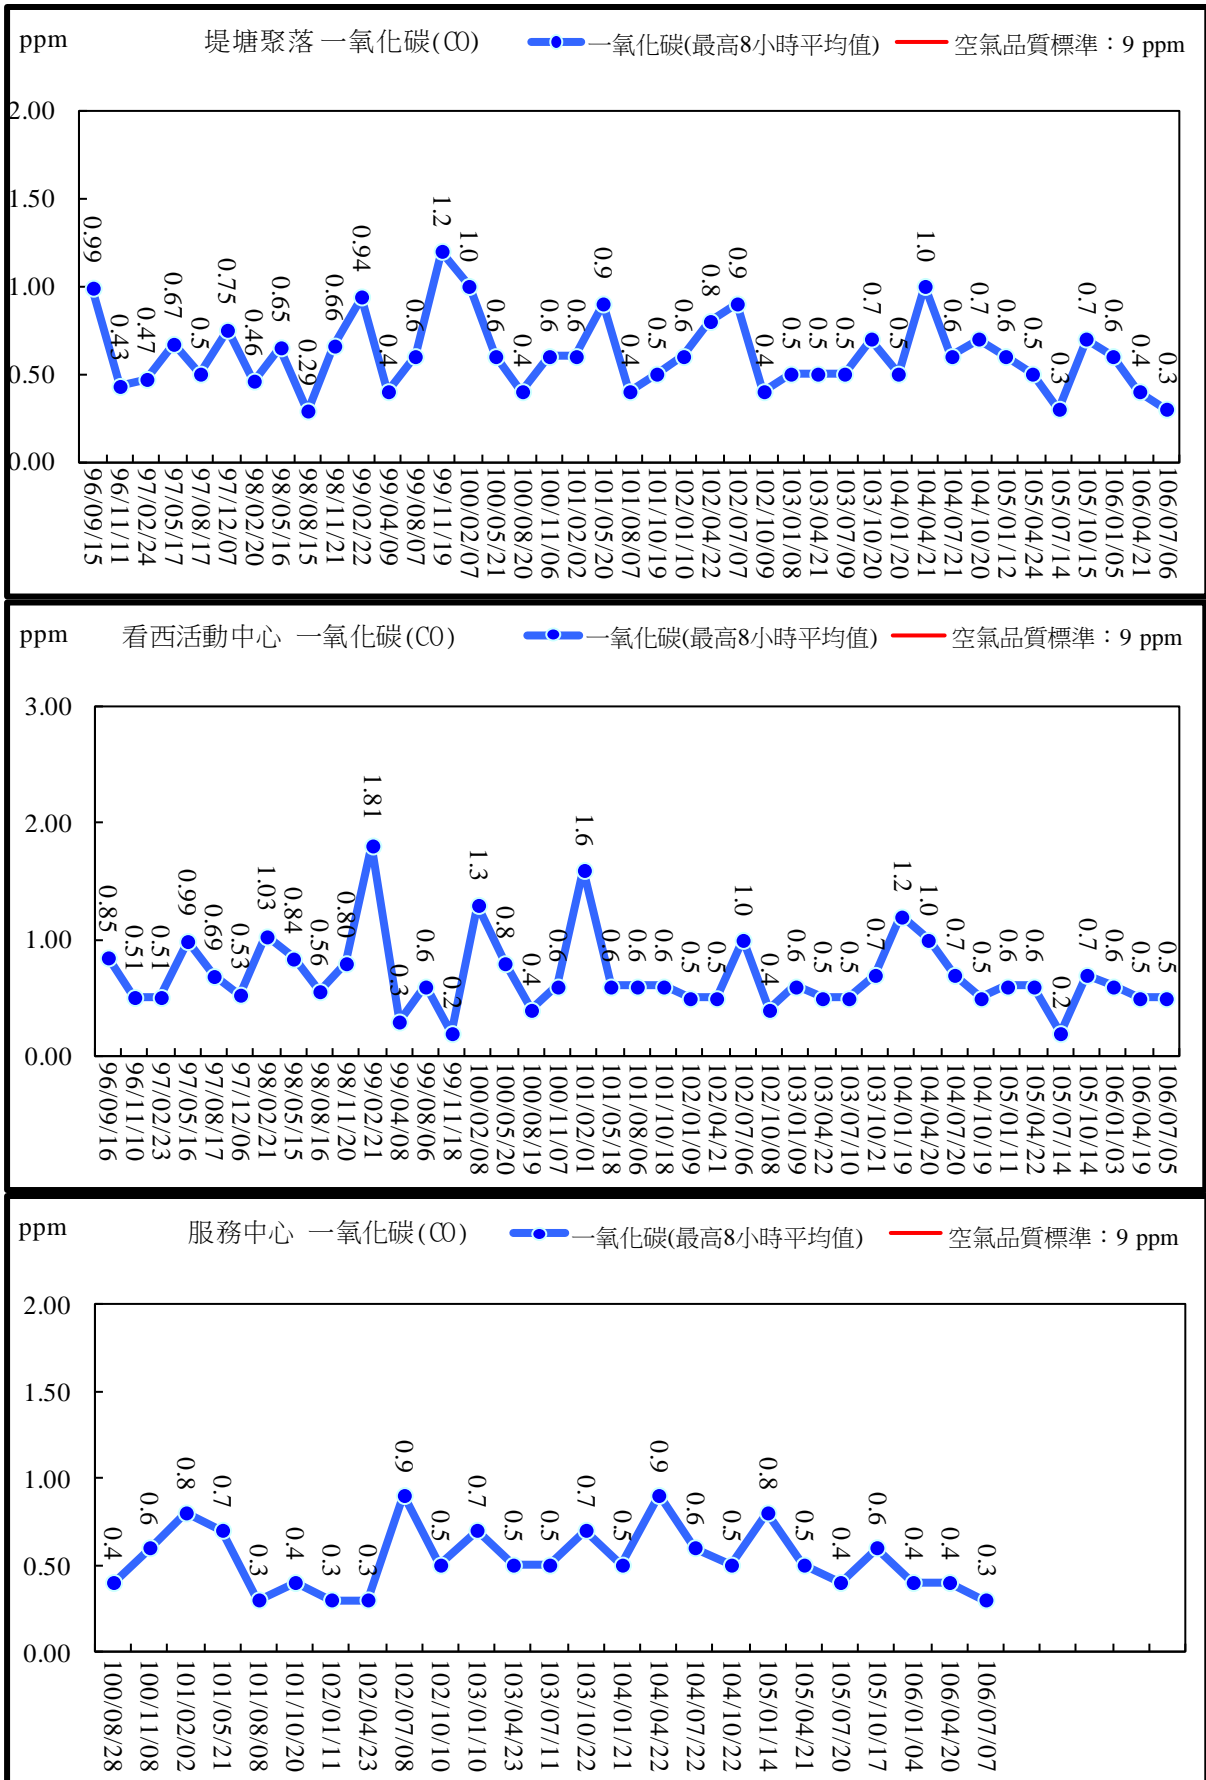 ppm 堤塘聚落 一氧化碳(CO) 一氧化碳(最高8小時平均值) 空氣品質標準：9 ppm
2.00
1.50
1.00
0.50
0.00
0.99 0.43 0.47 0.67 0.5 0.75 0.46 0.65 0.29 0.66 0.94 0.4 0.6 1.2 1.0 0.6 0.4 0.6 0.6 0.9 0.4 0.5 0.6 0.8 0.9 0.4 0.5 0.5 0.5 0.7 0.5 1.0 0.6 0.7 0.6 0.5 0.3 0.7 0.6 0.4 0.3
96/09/15 96/11/11 97/02/24 97/05/17 97/08/17 97/12/07 98/02/20 98/05/16 98/08/15 98/11/21 99/02/22 99/04/09 99/08/07 99/11/19 100/02/07 100/05/21 100/08/20 100/11/06 101/02/02 101/05/20 101/08/07 101/10/19 102/01/10 102/04/22 102/07/07 102/10/09 103/01/08 103/04/21 103/07/09 103/10/20 104/01/20 104/04/21 104/07/21 104/10/20 105/01/12 105/04/24 105/07/14 105/10/15 106/01/05 106/04/21 106/07/06
ppm 看西活動中心 一氧化碳(CO) 一氧化碳(最高8小時平均值) 空氣品質標準：9 ppm
3.00
2.00
1.00
0.00
0.85 0.51 0.51 0.99 0.69 0.53 1.03 0.84 0.56 0.80 1.81 0.3 0.6 0.2 1.3 0.8 0.4 0.6 1.6 0.6 0.6 0.6 0.5 0.5 1.0 0.4 0.6 0.5 0.5 0.7 1.2 1.0 0.7 0.5 0.6 0.6 0.2 0.7 0.6 0.5 0.5
96/09/16 96/11/10 97/02/23 97/05/16 97/08/17 97/12/06 98/02/21 98/05/15 98/08/16 98/11/20 99/02/21 99/04/08 99/08/06 99/11/18 100/02/08 100/05/20 100/08/19 100/11/07 101/02/01 101/05/18 101/08/06 101/10/18 102/01/09 102/04/21 102/07/06 102/10/08 103/01/09 103/04/22 103/07/10 103/10/21 104/01/19 104/04/20 104/07/20 104/10/19 105/01/11 105/04/22 105/07/14 105/10/14 106/01/03 106/04/19 106/07/05
ppm 服務中心 一氧化碳(CO) 一氧化碳(最高8小時平均值) 空氣品質標準：9 ppm
2.00
1.50
1.00
0.50
0.00
0.4 0.6 0.8 0.7 0.3 0.4 0.3 0.3 0.9 0.5 0.7 0.5 0.5 0.7 0.5 0.9 0.6 0.5 0.8 0.5 0.4 0.6 0.4 0.4 0.3
100/08/28 100/11/08 101/02/02 101/05/21 101/08/08 101/10/20 102/01/11 102/04/23 102/07/08 102/10/10 103/01/10 103/04/23 103/07/11 103/10/22 104/01/21 104/04/22 104/07/22 104/10/22 105/01/14 105/04/21 105/07/20 105/10/17 106/01/04 106/04/20 106/07/07